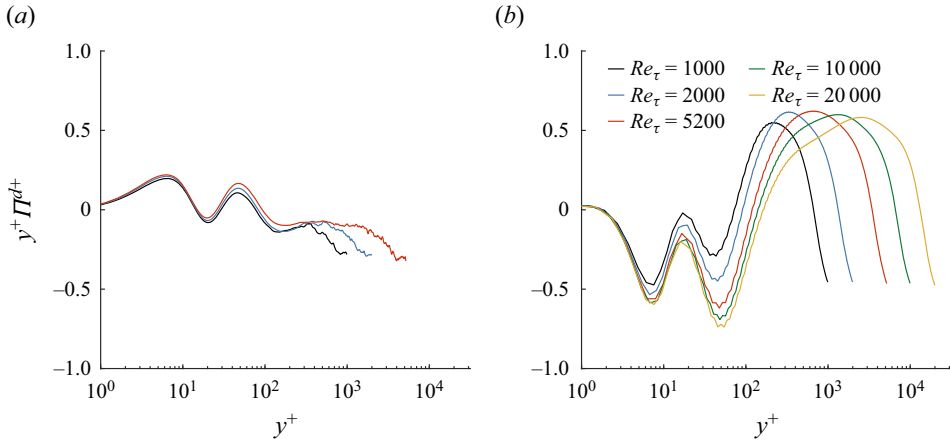 (a)
1.0
0.5
0
–0.5
–1.0
y⁺Πᵈ⁺
10⁰ 10¹ 10² 10³ 10⁴
y⁺
(b)
1.0
0.5
0
–0.5
–1.0
Re_τ = 1000
Re_τ = 2000
Re_τ = 5200
Re_τ = 10 000
Re_τ = 20 000
10⁰ 10¹ 10² 10³ 10⁴
y⁺